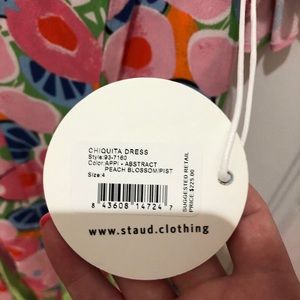 CHIQUITA DRESS
Style:93-7160
Color:APPI - ABSTRACT
PEACH BLOSSOM/PIST
Size:4
8 43608 14724 7
SUGGESTED RETAIL
PRICE:$225.00
www.staud.clothing